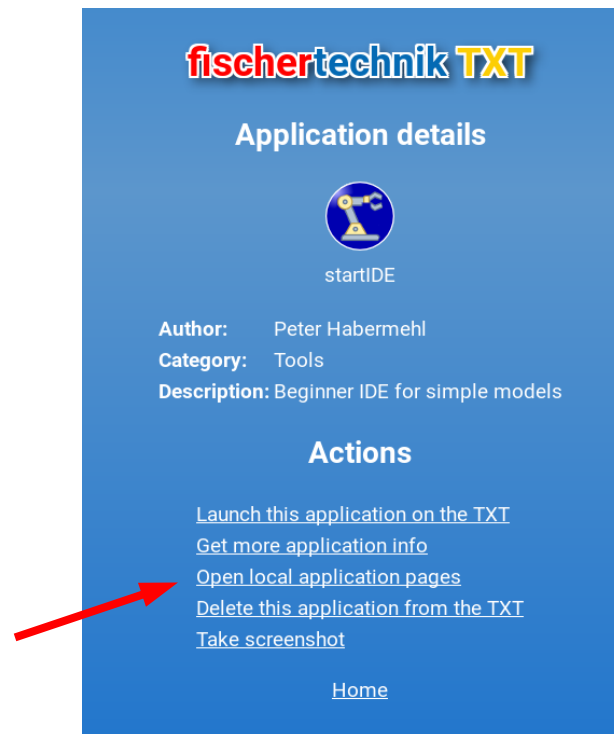 fischertechnik TXT
Application details
startIDE
Author: Peter Habermehl
Category: Tools
Description: Beginner IDE for simple models
Actions
Launch this application on the TXT
Get more application info
Open local application pages
Delete this application from the TXT
Take screenshot
Home